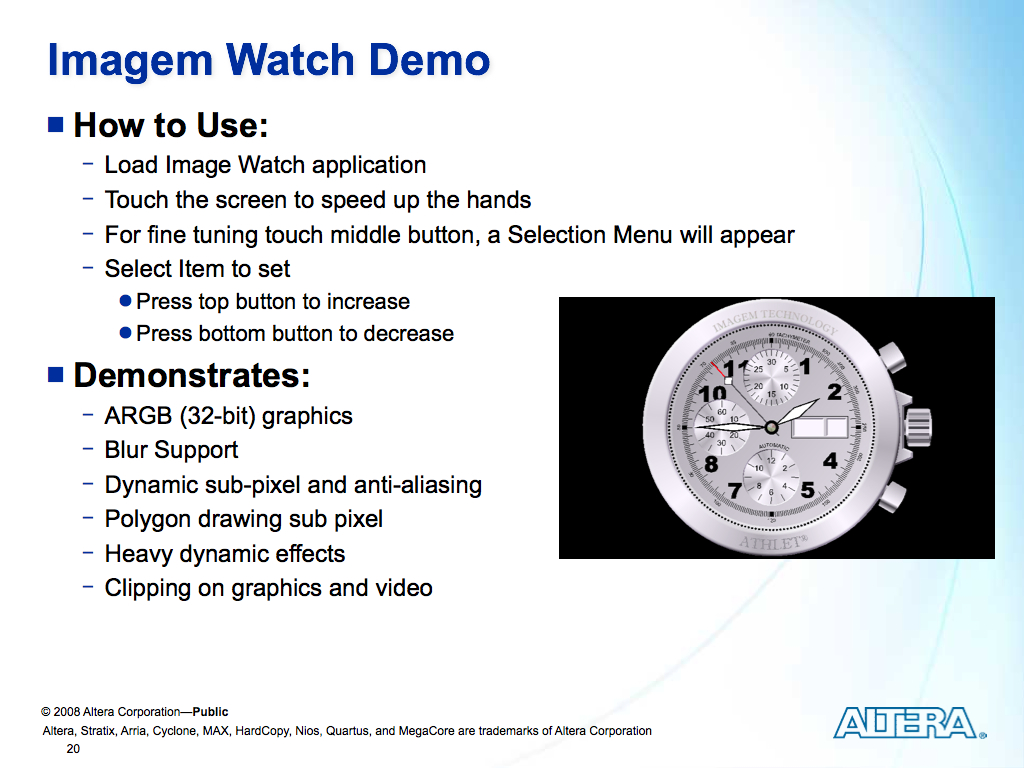 Imagem Watch Demo
How to Use:
– Load Image Watch application
– Touch the screen to speed up the hands
– For fine tuning touch middle button, a Selection Menu will appear
– Select Item to set
● Press top button to increase
● Press bottom button to decrease
IMAGEM TECHNOLOGY
60 TACHYMETER
11
1
30
25
5
20
10
15
10
2
60
50
10
40
20
30
AUTOMATIC
12
10
2
8
4
6
8
4
7
5
ATHLET®
Demonstrates:
– ARGB (32-bit) graphics
– Blur Support
– Dynamic sub-pixel and anti-aliasing
– Polygon drawing sub pixel
– Heavy dynamic effects
– Clipping on graphics and video
© 2008 Altera Corporation—Public
Altera, Stratix, Arria, Cyclone, MAX, HardCopy, Nios, Quartus, and MegaCore are trademarks of Altera Corporation
20
ALTERA®